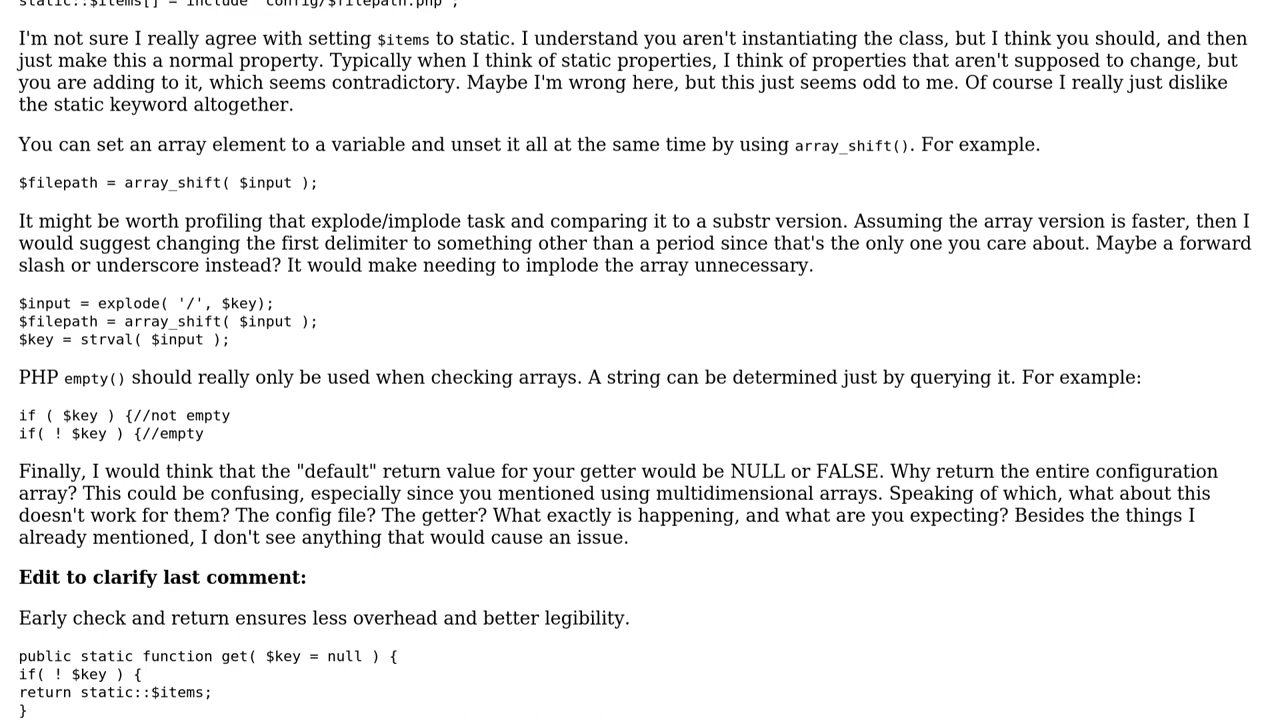 static::$items[] = include "config/$filepath.php";
I'm not sure I really agree with setting $items to static. I understand you aren't instantiating the class, but I think you should, and then
just make this a normal property. Typically when I think of static properties, I think of properties that aren't supposed to change, but
you are adding to it, which seems contradictory. Maybe I'm wrong here, but this just seems odd to me. Of course I really just dislike
the static keyword altogether.
You can set an array element to a variable and unset it all at the same time by using array_shift(). For example.
$filepath = array_shift( $input );
It might be worth profiling that explode/implode task and comparing it to a substr version. Assuming the array version is faster, then I
would suggest changing the first delimiter to something other than a period since that's the only one you care about. Maybe a forward
slash or underscore instead? It would make needing to implode the array unnecessary.
$input = explode( '/', $key);
$filepath = array_shift( $input );
$key = strval( $input );
PHP empty() should really only be used when checking arrays. A string can be determined just by querying it. For example:
if ( $key ) {//not empty
if( ! $key ) {//empty
Finally, I would think that the "default" return value for your getter would be NULL or FALSE. Why return the entire configuration
array? This could be confusing, especially since you mentioned using multidimensional arrays. Speaking of which, what about this
doesn't work for them? The config file? The getter? What exactly is happening, and what are you expecting? Besides the things I
already mentioned, I don't see anything that would cause an issue.
Edit to clarify last comment:
Early check and return ensures less overhead and better legibility.
public static function get( $key = null ) {
if( ! $key ) {
return static::$items;
}